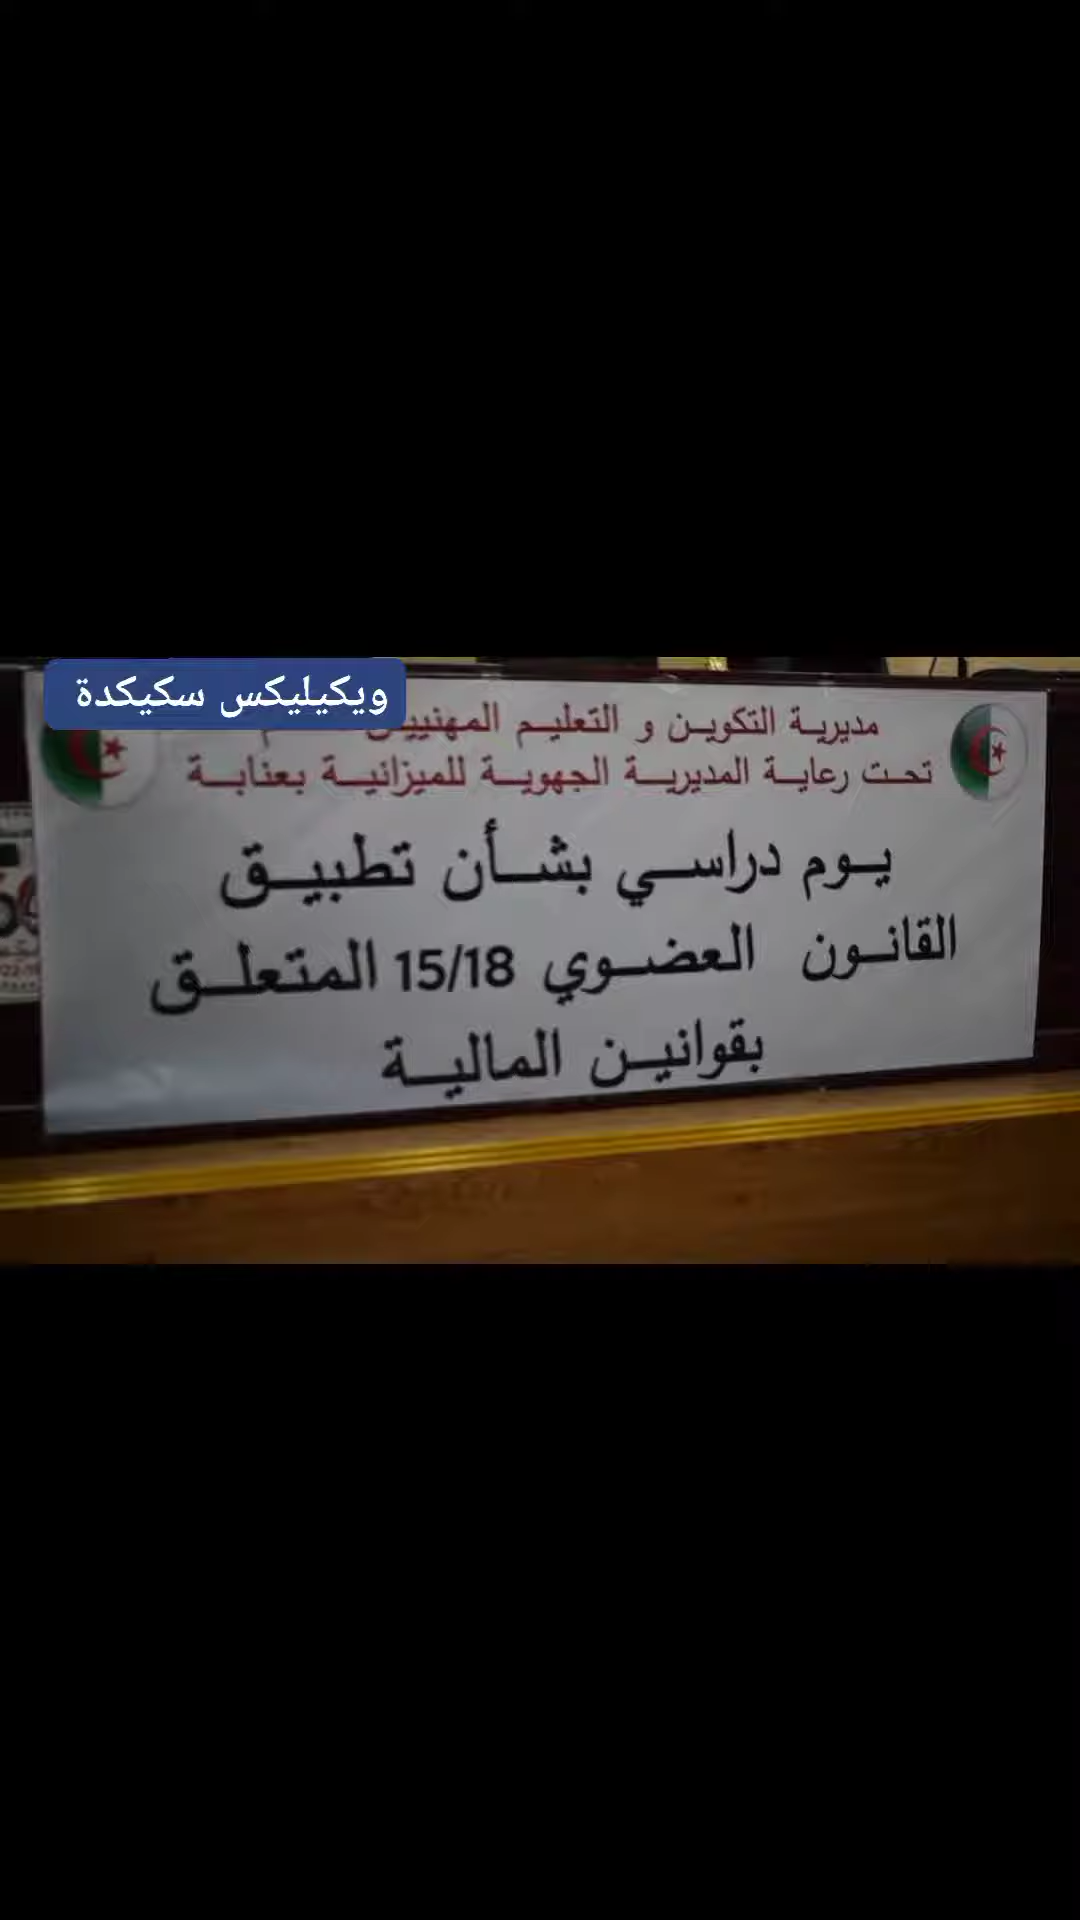 ويكيليكس سكيكدة
مديرية التكوين و التعليم المهنيين
تحت رعاية المديرية الجهوية للميزانية بعنابة
يوم دراسي بشأن تطبيق
القانون العضوي 15/18 المتعلق
بقوانين المالية